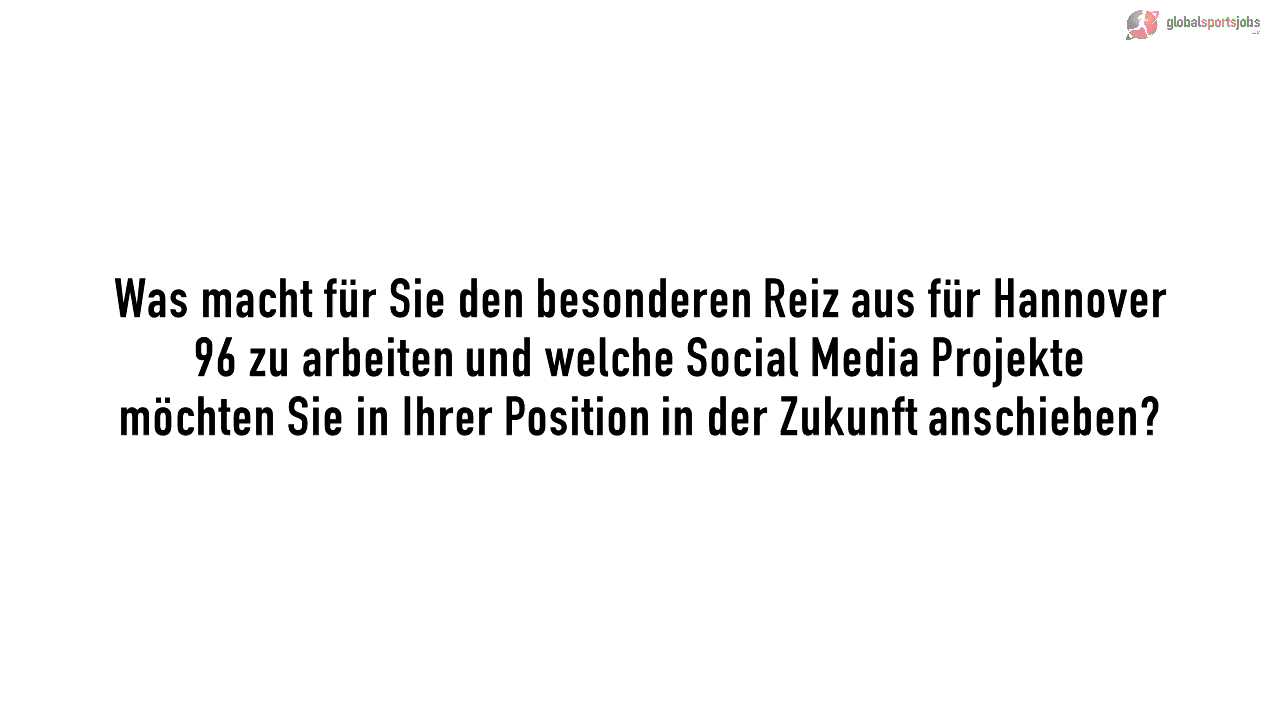 globalsportsjobs
Was macht für Sie den besonderen Reiz aus für Hannover
96 zu arbeiten und welche Social Media Projekte
möchten Sie in Ihrer Position in der Zukunft anschieben?